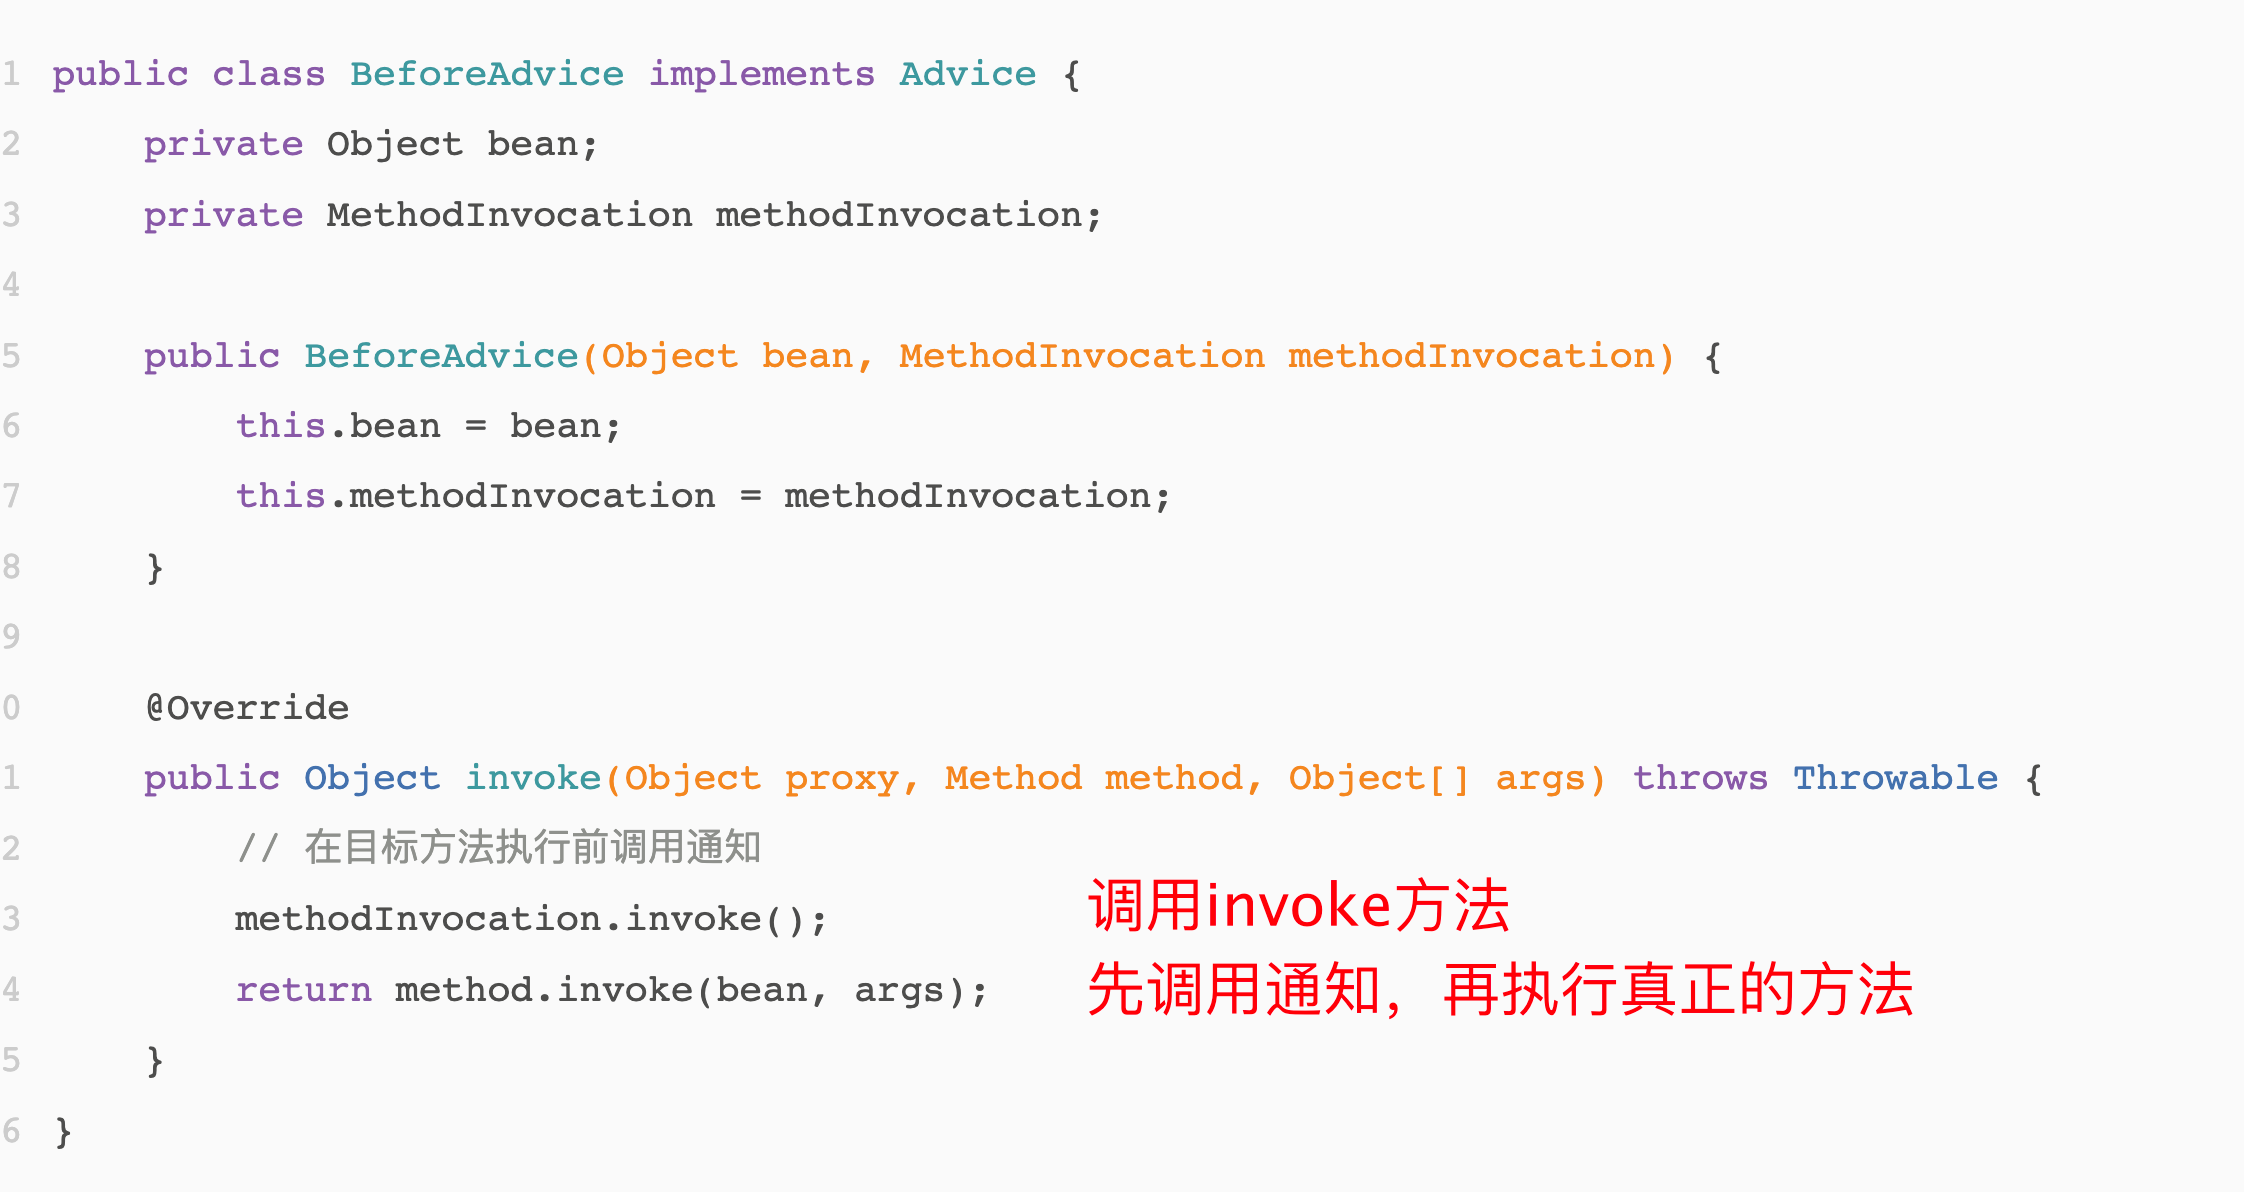 1 public class BeforeAdvice implements Advice {
2     private Object bean;
3     private MethodInvocation methodInvocation;
4
5     public BeforeAdvice(Object bean, MethodInvocation methodInvocation) {
6         this.bean = bean;
7         this.methodInvocation = methodInvocation;
8     }
9
0     @Override
1     public Object invoke(Object proxy, Method method, Object[] args) throws Throwable {
2         // 在目标方法执行前调用通知
3         methodInvocation.invoke();
调用invoke方法
4         return method.invoke(bean, args);
先调用通知，再执行真正的方法
5     }
6 }